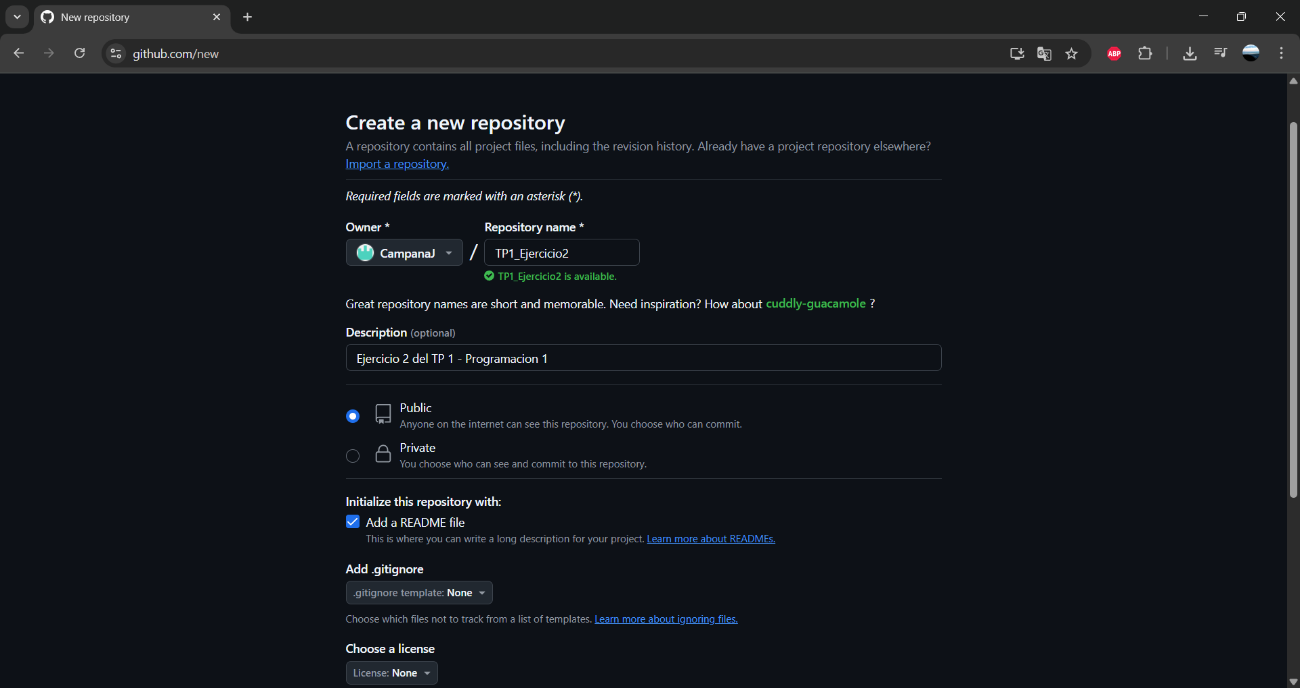 New repository
github.com/new
ABP
Create a new repository
A repository contains all project files, including the revision history. Already have a project repository elsewhere?
Import a repository.
Required fields are marked with an asterisk (*).
Owner *
Repository name *
CampanaJ
/
TP1_Ejercicio2
TP1_Ejercicio2 is available.
Great repository names are short and memorable. Need inspiration? How about cuddly-guacamole ?
Description (optional)
Ejercicio 2 del TP 1 - Programacion 1
Public
Anyone on the internet can see this repository. You choose who can commit.
Private
You choose who can see and commit to this repository.
Initialize this repository with:
Add a README file
This is where you can write a long description for your project. Learn more about READMEs.
Add .gitignore
.gitignore template: None
Choose which files not to track from a list of templates. Learn more about ignoring files.
Choose a license
License: None